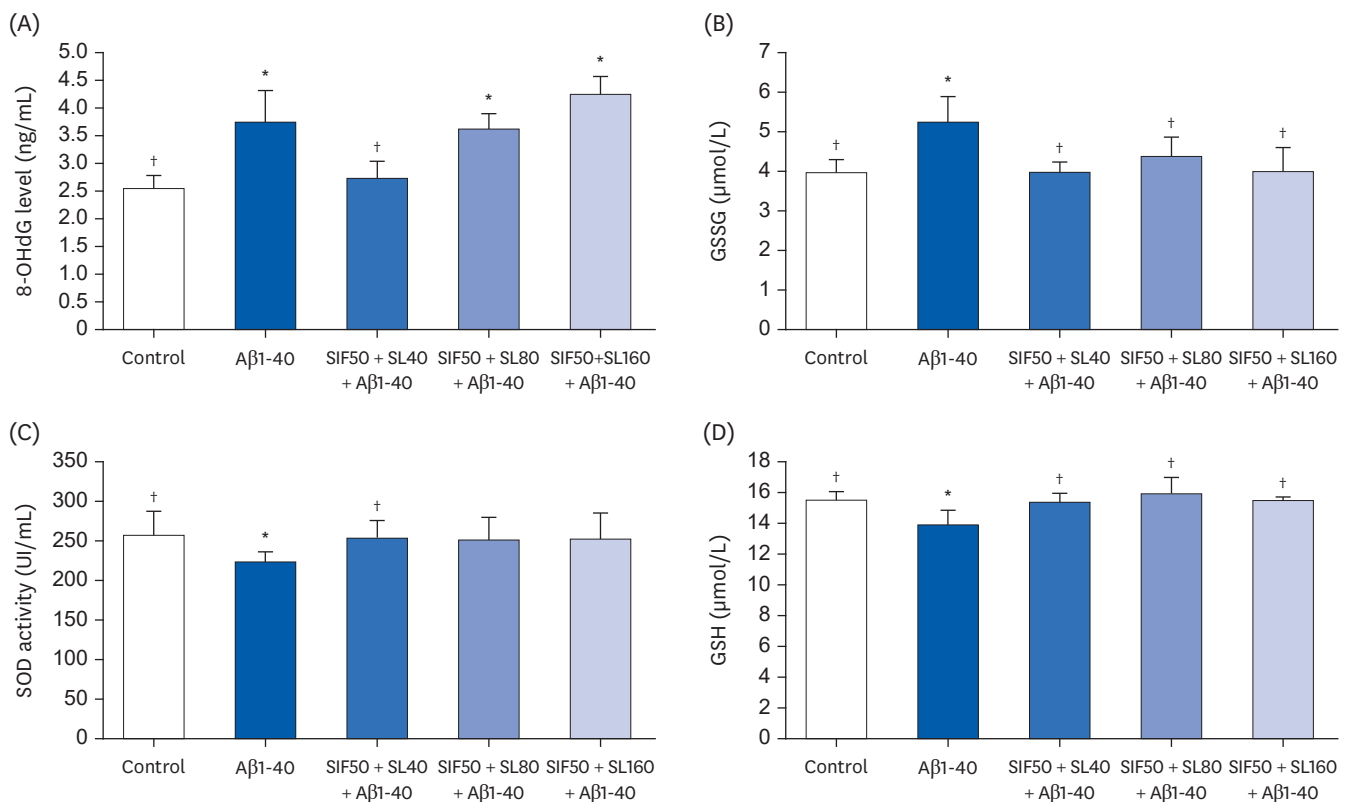 (A)
8-OHdG level (ng/mL)
5.0
4.5
4.0
3.5
3.0
2.5
2.0
1.5
1.0
0.5
0
†
*
†
*
*
Control
Aβ1-40
SIF50 + SL40
+ Aβ1-40
SIF50 + SL80
+ Aβ1-40
SIF50+SL160
+ Aβ1-40
(B)
GSSG (µmol/L)
7
6
5
4
3
2
1
0
†
*
†
†
†
Control
Aβ1-40
SIF50 + SL40
+ Aβ1-40
SIF50 + SL80
+ Aβ1-40
SIF50 + SL160
+ Aβ1-40
(C)
SOD activity (UI/mL)
350
300
250
200
150
100
50
0
†
*
†
Control
Aβ1-40
SIF50 + SL40
+ Aβ1-40
SIF50 + SL80
+ Aβ1-40
SIF50 + SL160
+ Aβ1-40
(D)
GSH (µmol/L)
18
16
14
12
10
8
6
4
2
0
†
*
†
†
†
Control
Aβ1-40
SIF50 + SL40
+ Aβ1-40
SIF50 + SL80
+ Aβ1-40
SIF50 + SL160
+ Aβ1-40